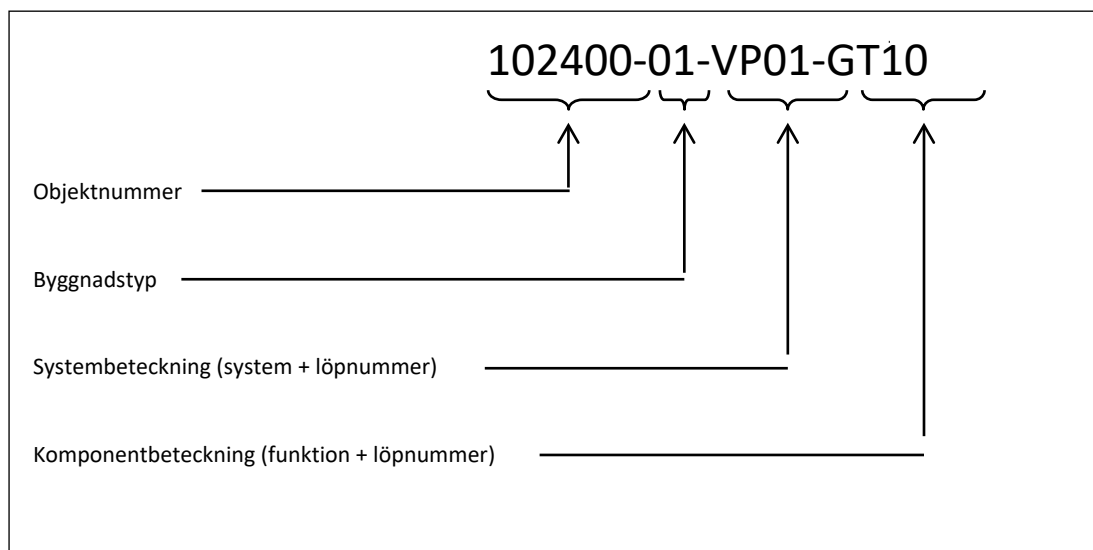 102400-01-VP01-GT10
Objektnummer
Byggnadstyp
Systembeteckning (system + löpnummer)
Komponentbeteckning (funktion + löpnummer)